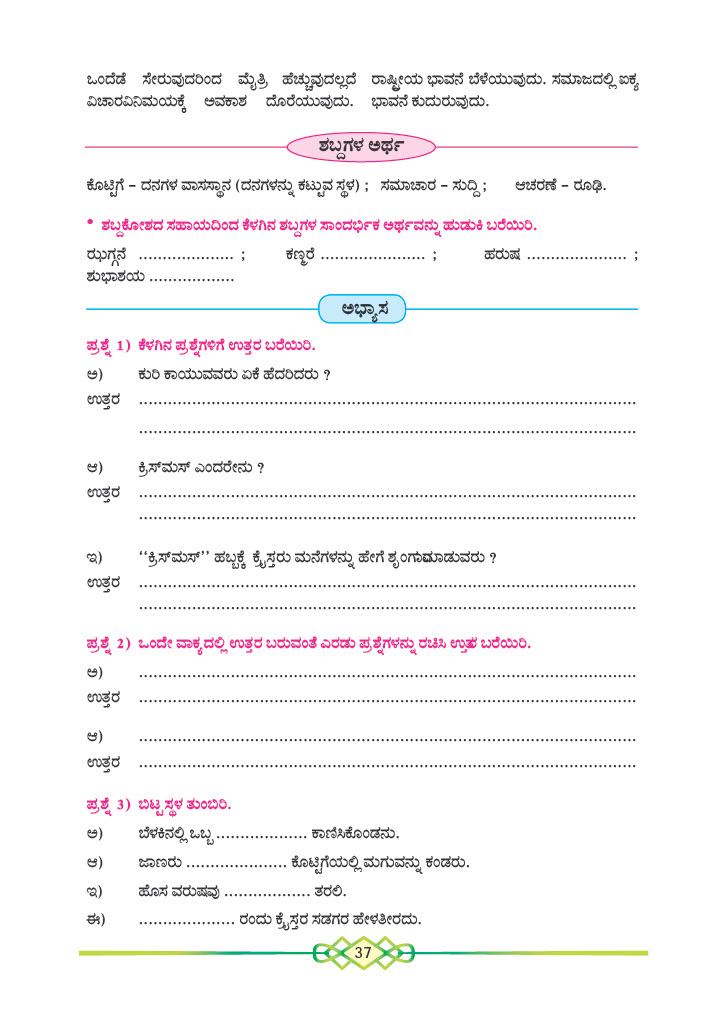 ಒಂದೆಡೆ ಸೇರುವುದರಿಂದ ಮೈತ್ರಿ ಹೆಚ್ಚುವುದಲ್ಲದೆ ರಾಷ್ಟ್ರೀಯ ಭಾವನೆ ಬೆಳೆಯುವುದು. ಸಮಾಜದಲ್ಲಿ ಐಕ್ಯ
ವಿಚಾರವಿನಿಮಯಕ್ಕೆ ಅವಕಾಶ ದೊರೆಯುವುದು. ಭಾವನೆ ಕುದುರುವುದು.
ಶಬ್ದಗಳ ಅರ್ಥ
ಕೊಟ್ಟಿಗೆ – ದನಗಳ ವಾಸಸ್ಥಾನ (ದನಗಳನ್ನು ಕಟ್ಟುವ ಸ್ಥಳ) ; ಸಮಾಚಾರ – ಸುದ್ದಿ ; ಆಚರಣೆ – ರೂಢಿ.
• ಶಬ್ದಕೋಶದ ಸಹಾಯದಿಂದ ಕೆಳಗಿನ ಶಬ್ದಗಳ ಸಾಂದರ್ಭಿಕ ಅರ್ಥವನ್ನು ಹುಡುಕಿ ಬರೆಯಿರಿ.
ಝಗ್ಗನೆ .................... ; ಕಣ್ಮರೆ ...................... ; ಹರುಷ ..................... ;
ಶುಭಾಶಯ ..................
ಅಭ್ಯಾಸ
ಪ್ರಶ್ನೆ 1) ಕೆಳಗಿನ ಪ್ರಶ್ನೆಗಳಿಗೆ ಉತ್ತರ ಬರೆಯಿರಿ.
ಅ) ಕುರಿ ಕಾಯುವವರು ಏಕೆ ಹೆದರಿದರು ?
ಉತ್ತರ ........................................................................................................
........................................................................................................
ಆ) ಕ್ರಿಸ್‌ಮಸ್ ಎಂದರೇನು ?
ಉತ್ತರ ........................................................................................................
........................................................................................................
ಇ) ‘‘ಕ್ರಿಸ್‌ಮಸ್’’ ಹಬ್ಬಕ್ಕೆ ಕ್ರೈಸ್ತರು ಮನೆಗಳನ್ನು ಹೇಗೆ ಶೃಂಗಾರಮಾಡುವರು ?
ಉತ್ತರ ........................................................................................................
........................................................................................................
ಪ್ರಶ್ನೆ 2) ಒಂದೇ ವಾಕ್ಯದಲ್ಲಿ ಉತ್ತರ ಬರುವಂತೆ ಎರಡು ಪ್ರಶ್ನೆಗಳನ್ನು ರಚಿಸಿ ಉತ್ತರ ಬರೆಯಿರಿ.
ಅ) ........................................................................................................
ಉತ್ತರ ........................................................................................................
ಆ) ........................................................................................................
ಉತ್ತರ ........................................................................................................
ಪ್ರಶ್ನೆ 3) ಬಿಟ್ಟಸ್ಥಳ ತುಂಬಿರಿ.
ಅ) ಬೆಳಕಿನಲ್ಲಿ ಒಬ್ಬ ................... ಕಾಣಿಸಿಕೊಂಡನು.
ಆ) ಜಾಣರು ..................... ಕೊಟ್ಟಿಗೆಯಲ್ಲಿ ಮಗುವನ್ನು ಕಂಡರು.
ಇ) ಹೊಸ ವರುಷವು .................. ತರಲಿ.
ಈ) .................... ರಂದು ಕ್ರೈಸ್ತರ ಸಡಗರ ಹೇಳತೀರದು.
37